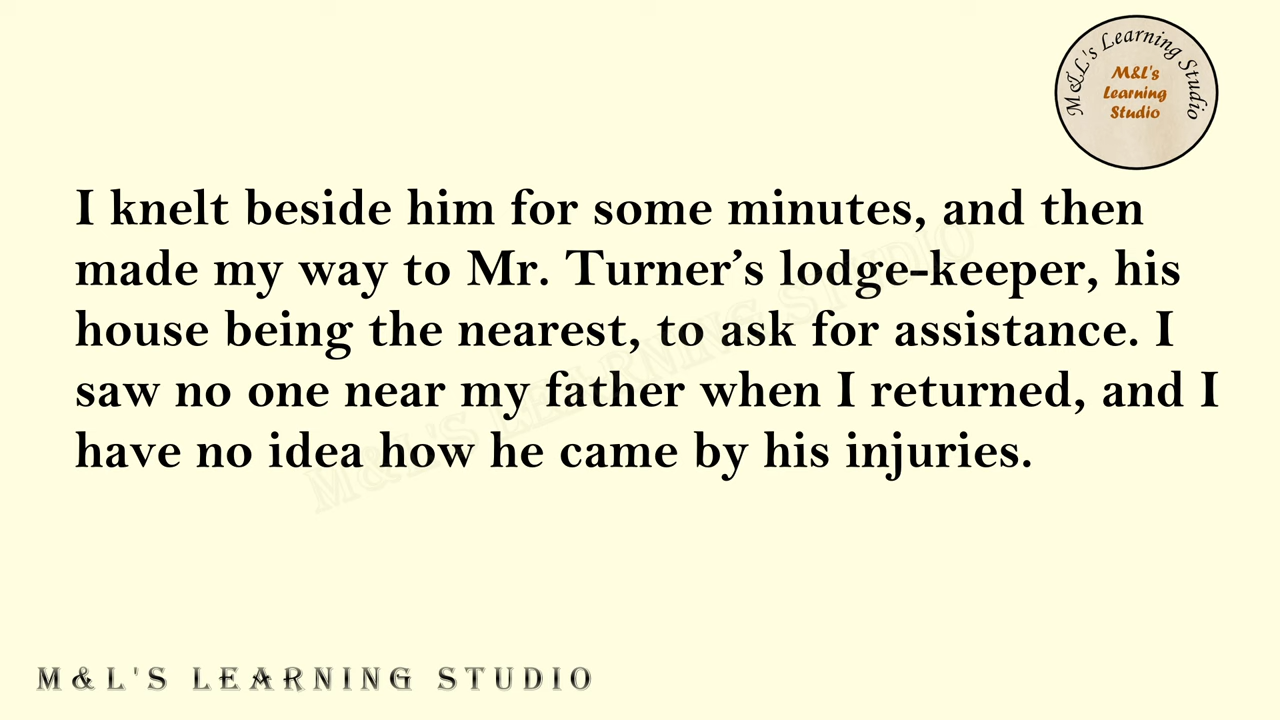 M&L's Learning Studio
M&L's
Learning
Studio
I knelt beside him for some minutes, and then
made my way to Mr. Turner’s lodge-keeper, his
house being the nearest, to ask for assistance. I
saw no one near my father when I returned, and I
have no idea how he came by his injuries.
M&L'S LEARNING STUDIO
M&L'S LEARNING STUDIO